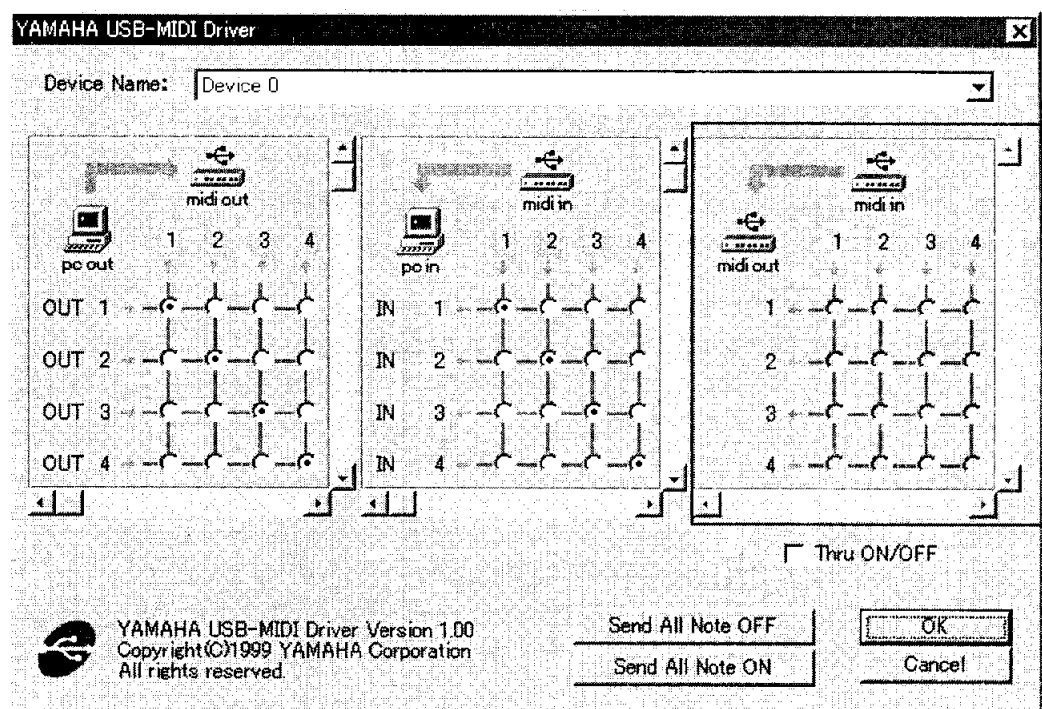 YAMAHA USB-MIDI Driver
Device Name: Device 0
midi out
pc out
1 2 3 4
OUT 1
OUT 2
OUT 3
OUT 4
midi in
pc in
1 2 3 4
IN 1
IN 2
IN 3
IN 4
midi in
midi out
1 2 3 4
1
2
3
4
Thru ON/OFF
YAMAHA USB-MIDI Driver Version 1.00
Copyright(C)1999 YAMAHA Corporation
All rights reserved.
Send All Note OFF
Send All Note ON
OK
Cancel